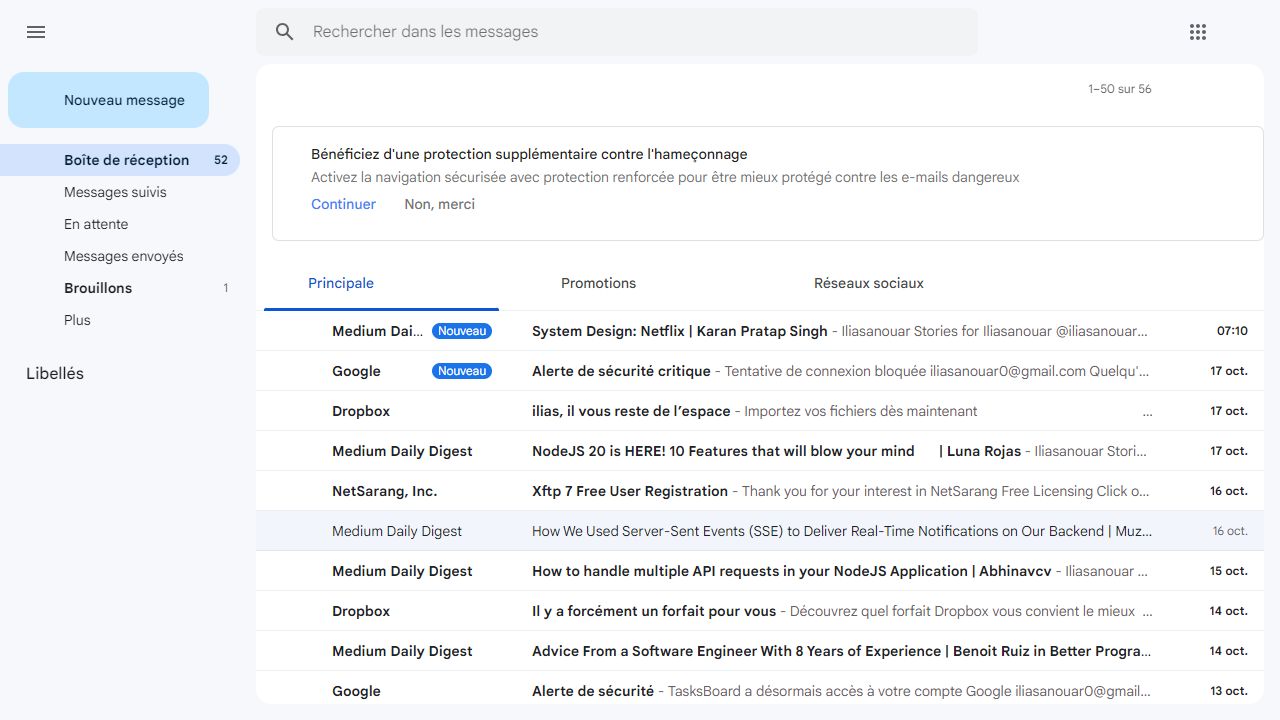 Rechercher dans les messages
Nouveau message
Boîte de réception 52
Messages suivis
En attente
Messages envoyés
Brouillons 1
Plus
Libellés
1–50 sur 56
Bénéficiez d'une protection supplémentaire contre l'hameçonnage
Activez la navigation sécurisée avec protection renforcée pour être mieux protégé contre les e-mails dangereux
Continuer Non, merci
Principale Promotions Réseaux sociaux
Medium Dai… Nouveau System Design: Netflix | Karan Pratap Singh - Iliasanouar Stories for Iliasanouar @iliasanouar… 07:10
Google Nouveau Alerte de sécurité critique - Tentative de connexion bloquée iliasanouar0@gmail.com Quelqu'… 17 oct.
Dropbox ilias, il vous reste de l’espace - Importez vos fichiers dès maintenant … 17 oct.
Medium Daily Digest NodeJS 20 is HERE! 10 Features that will blow your mind | Luna Rojas - Iliasanouar Stori… 17 oct.
NetSarang, Inc. Xftp 7 Free User Registration - Thank you for your interest in NetSarang Free Licensing Click o… 16 oct.
Medium Daily Digest How We Used Server-Sent Events (SSE) to Deliver Real-Time Notifications on Our Backend | Muz… 16 oct.
Medium Daily Digest How to handle multiple API requests in your NodeJS Application | Abhinavcv - Iliasanouar … 15 oct.
Dropbox Il y a forcément un forfait pour vous - Découvrez quel forfait Dropbox vous convient le mieux … 14 oct.
Medium Daily Digest Advice From a Software Engineer With 8 Years of Experience | Benoit Ruiz in Better Progra… 14 oct.
Google Alerte de sécurité - TasksBoard a désormais accès à votre compte Google iliasanouar0@gmail… 13 oct.